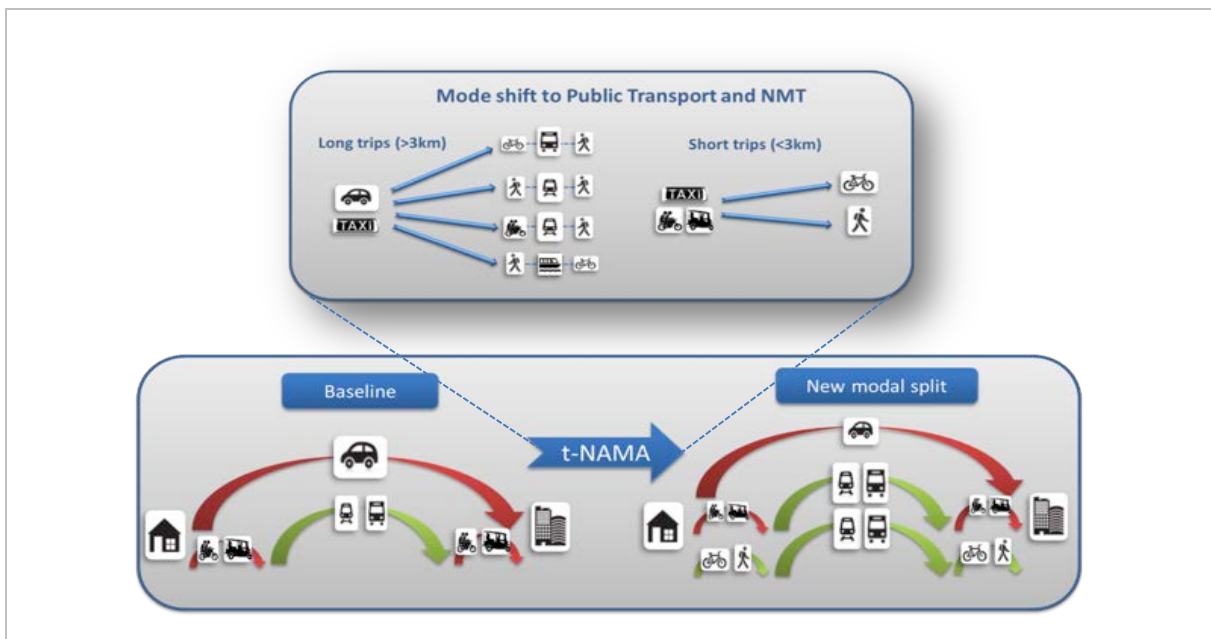 Mode shift to Public Transport and NMT
Long trips (>3km)
Short trips (<3km)
TAXI
TAXI
Baseline
New modal split
t-NAMA